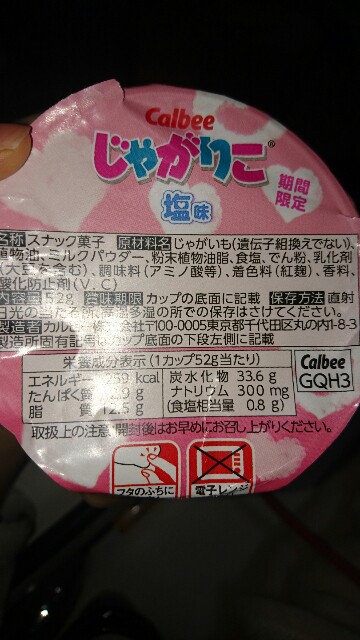 Calbee
じゃがりこ®
塩味
期間
限定
名称 スナック菓子 原材料名 じゃがいも(遺伝子組換えでない)、
植物油、ミルクパウダー、粉末植物油脂、食塩、でん粉、乳化剤
(大豆を含む)、調味料(アミノ酸等)、着色料(紅麹)、香料、
酸化防止剤(V.C)
内容量 52g 賞味期限 カップの底面に記載 保存方法 直射
日光の当たる所、高温多湿の所での保存はさけてください。
製造者 カルビー株式会社 〒100-0005東京都千代田区丸の内1-8-3
製造所固有記号はカップ底面の下段左側に記載
栄養成分表示(1カップ52g当たり)
エネルギー 259 kcal 炭水化物 33.6 g
たんぱく質 g ナトリウム 300 mg
脂 質 12.5 g (食塩相当量 0.8 g)
Calbee
GQH3
取扱上の注意 開封後はお早めにお召し上がりください。
フタのふちに
電子レンジ